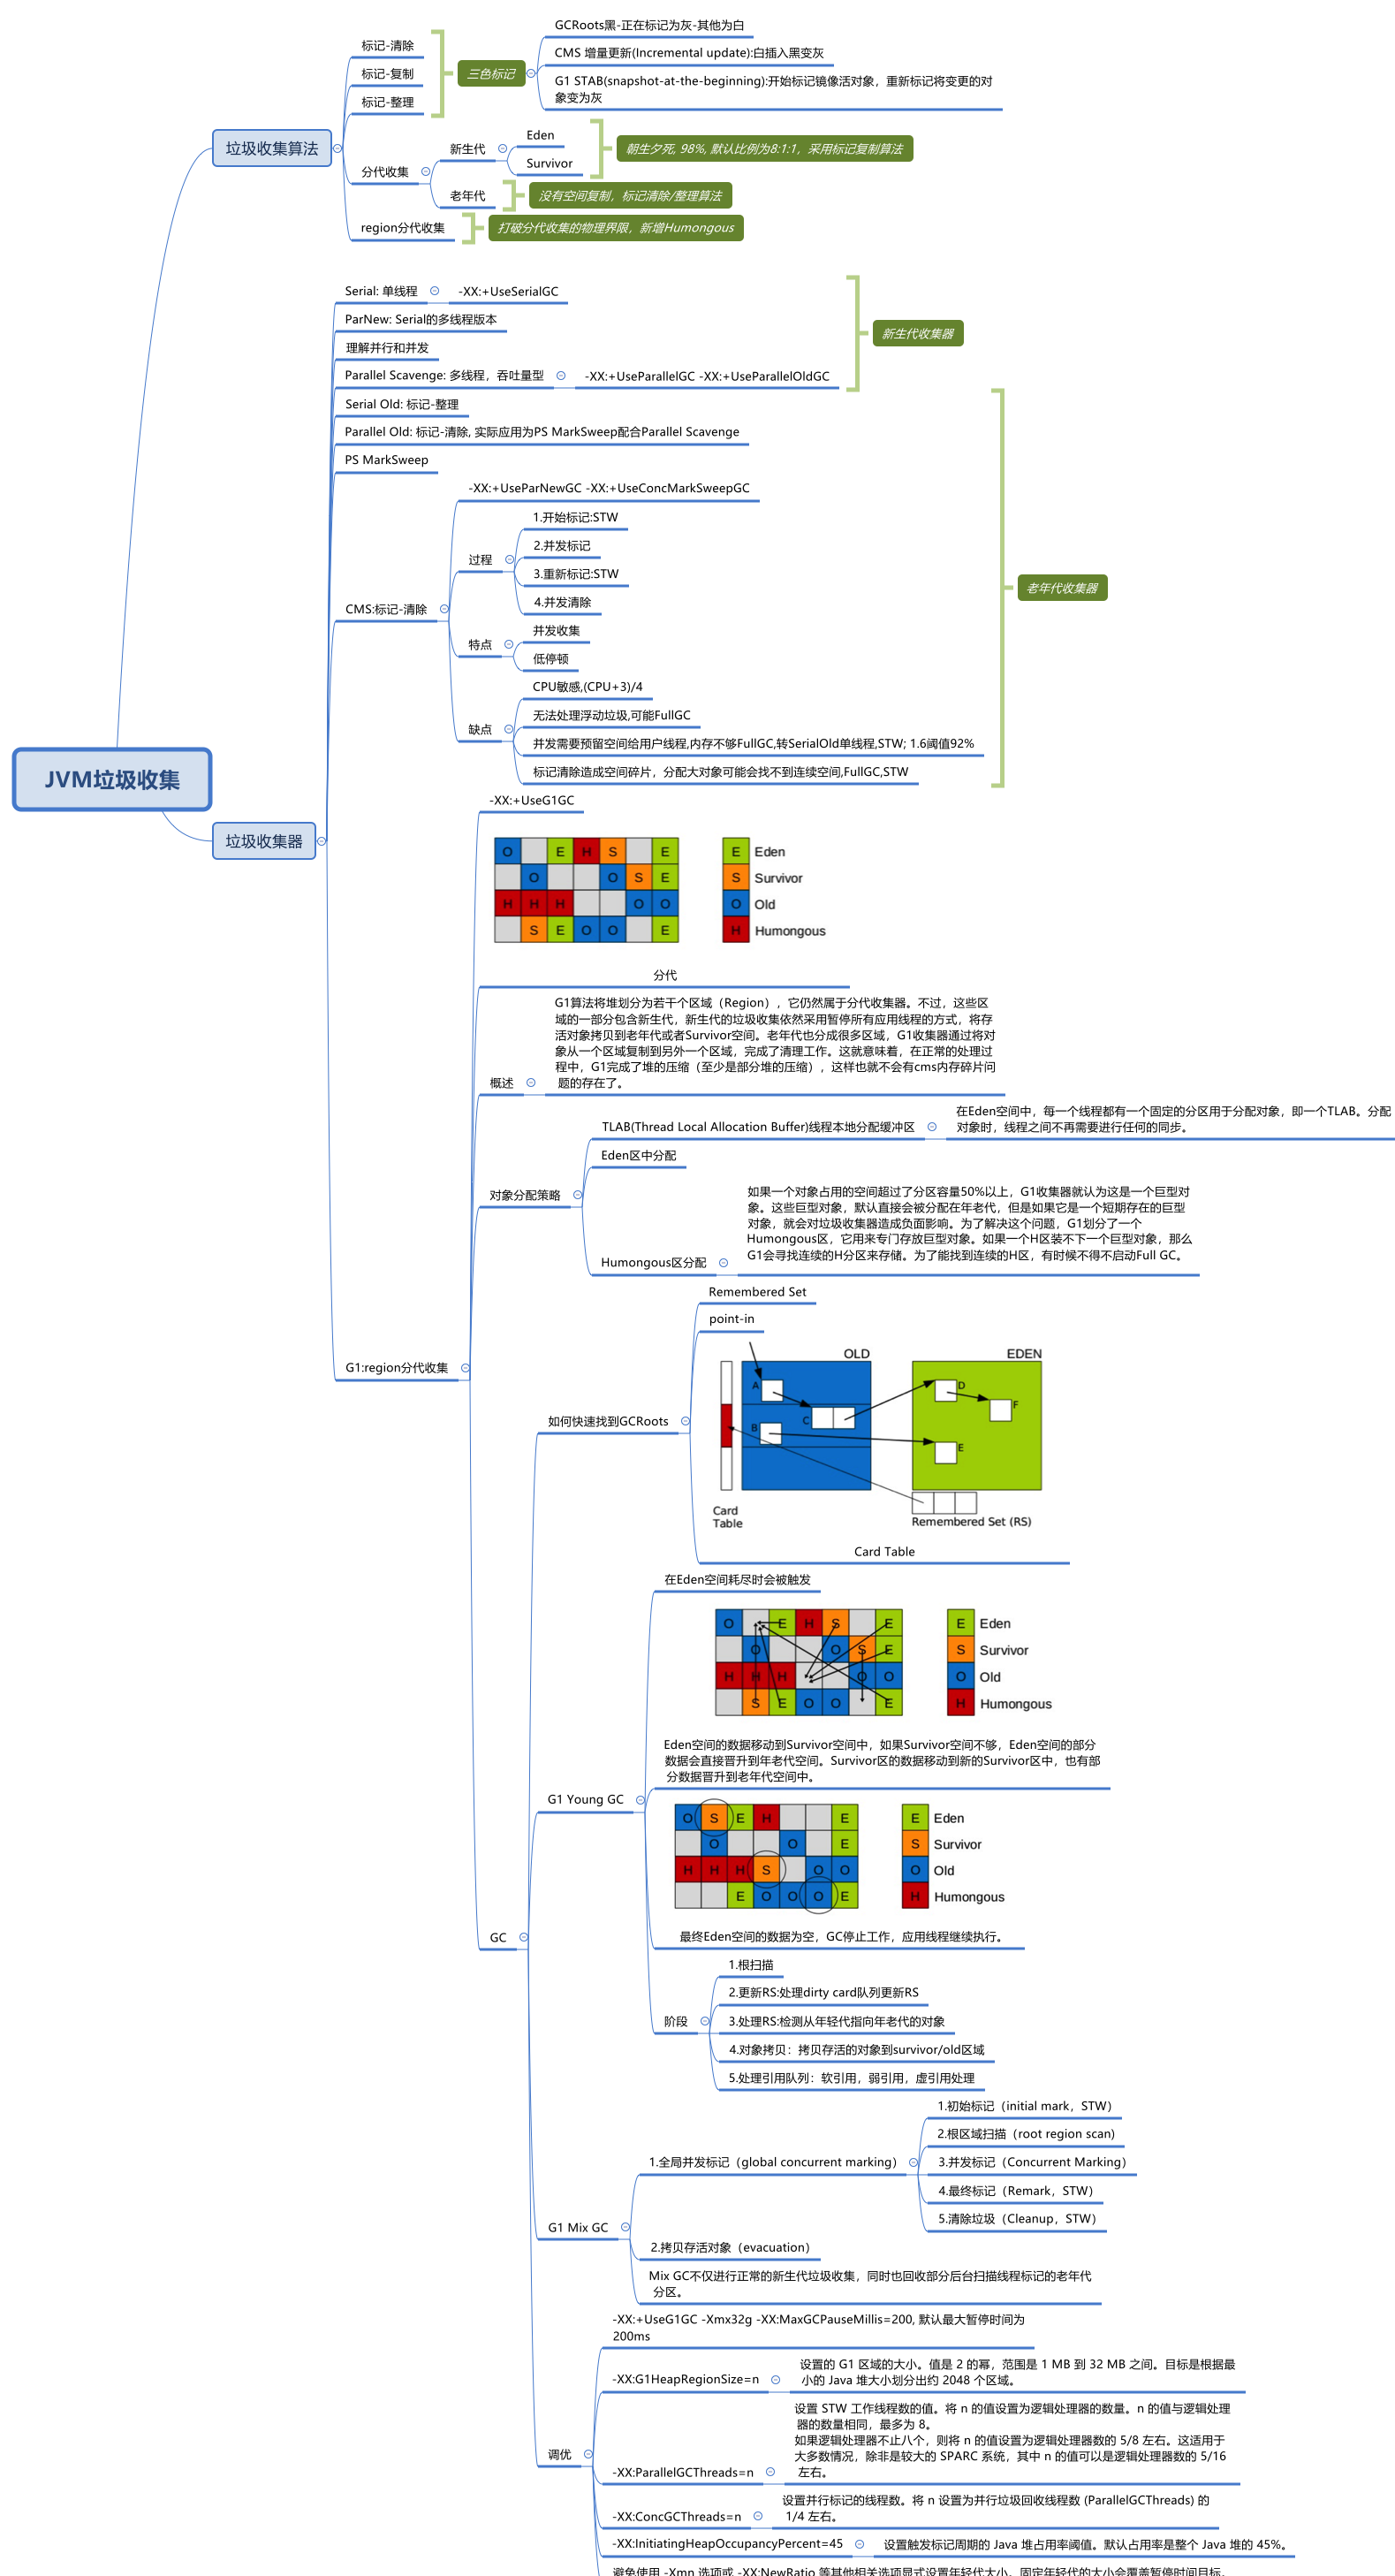 JVM垃圾收集
垃圾收集算法
标记-清除
标记-复制
标记-整理
三色标记
GCRoots黑-正在标记为灰-其他为白
CMS 增量更新(Incremental update):白插入黑变灰
G1 STAB(snapshot-at-the-beginning):开始标记镜像活对象，重新标记将变更的对
象变为灰
分代收集
新生代
Eden
Survivor
朝生夕死, 98%, 默认比例为8:1:1，采用标记复制算法
老年代
没有空间复制，标记清除/整理算法
region分代收集
打破分代收集的物理界限，新增Humongous
垃圾收集器
Serial: 单线程
-XX:+UseSerialGC
ParNew: Serial的多线程版本
理解并行和并发
Parallel Scavenge: 多线程，吞吐量型
-XX:+UseParallelGC -XX:+UseParallelOldGC
新生代收集器
Serial Old: 标记-整理
Parallel Old: 标记-清除, 实际应用为PS MarkSweep配合Parallel Scavenge
PS MarkSweep
CMS:标记-清除
-XX:+UseParNewGC -XX:+UseConcMarkSweepGC
过程
1.开始标记:STW
2.并发标记
3.重新标记:STW
4.并发清除
特点
并发收集
低停顿
缺点
CPU敏感,(CPU+3)/4
无法处理浮动垃圾,可能FullGC
并发需要预留空间给用户线程,内存不够FullGC,转SerialOld单线程,STW; 1.6阈值92%
标记清除造成空间碎片，分配大对象可能会找不到连续空间,FullGC,STW
老年代收集器
G1:region分代收集
-XX:+UseG1GC
O E H S E
O O S E
H H H O O
S E O O E
E Eden
S Survivor
O Old
H Humongous
分代
概述
G1算法将堆划分为若干个区域（Region），它仍然属于分代收集器。不过，这些区
域的一部分包含新生代，新生代的垃圾收集依然采用暂停所有应用线程的方式，将存
活对象拷贝到老年代或者Survivor空间。老年代也分成很多区域，G1收集器通过将对
象从一个区域复制到另外一个区域，完成了清理工作。这就意味着，在正常的处理过
程中，G1完成了堆的压缩（至少是部分堆的压缩），这样也就不会有cms内存碎片问
题的存在了。
对象分配策略
TLAB(Thread Local Allocation Buffer)线程本地分配缓冲区
在Eden空间中，每一个线程都有一个固定的分区用于分配对象，即一个TLAB。分配
对象时，线程之间不再需要进行任何的同步。
Eden区中分配
Humongous区分配
如果一个对象占用的空间超过了分区容量50%以上，G1收集器就认为这是一个巨型对
象。这些巨型对象，默认直接会被分配在年老代，但是如果它是一个短期存在的巨型
对象，就会对垃圾收集器造成负面影响。为了解决这个问题，G1划分了一个
Humongous区，它用来专门存放巨型对象。如果一个H区装不下一个巨型对象，那么
G1会寻找连续的H分区来存储。为了能找到连续的H区，有时候不得不启动Full GC。
GC
如何快速找到GCRoots
Remembered Set
point-in
OLD
EDEN
A
B
C
D
E
F
Card
Table
Remembered Set (RS)
Card Table
G1 Young GC
在Eden空间耗尽时会被触发
O E H S E
O O S E
H H H O O
S E O O E
E Eden
S Survivor
O Old
H Humongous
Eden空间的数据移动到Survivor空间中，如果Survivor空间不够，Eden空间的部分
数据会直接晋升到年老代空间。Survivor区的数据移动到新的Survivor区中，也有部
分数据晋升到老年代空间中。
O S E H E
O O E
H H H S O O
E O O O E
E Eden
S Survivor
O Old
H Humongous
最终Eden空间的数据为空，GC停止工作，应用线程继续执行。
阶段
1.根扫描
2.更新RS:处理dirty card队列更新RS
3.处理RS:检测从年轻代指向年老代的对象
4.对象拷贝：拷贝存活的对象到survivor/old区域
5.处理引用队列：软引用，弱引用，虚引用处理
G1 Mix GC
1.全局并发标记（global concurrent marking）
1.初始标记（initial mark，STW）
2.根区域扫描（root region scan)
3.并发标记（Concurrent Marking）
4.最终标记（Remark，STW）
5.清除垃圾（Cleanup，STW）
2.拷贝存活对象（evacuation）
Mix GC不仅进行正常的新生代垃圾收集，同时也回收部分后台扫描线程标记的老年代
分区。
调优
-XX:+UseG1GC -Xmx32g -XX:MaxGCPauseMillis=200, 默认最大暂停时间为
200ms
-XX:G1HeapRegionSize=n
设置的 G1 区域的大小。值是 2 的幂，范围是 1 MB 到 32 MB 之间。目标是根据最
小的 Java 堆大小划分出约 2048 个区域。
-XX:ParallelGCThreads=n
设置 STW 工作线程数的值。将 n 的值设置为逻辑处理器的数量。n 的值与逻辑处理
器的数量相同，最多为 8。
如果逻辑处理器不止八个，则将 n 的值设置为逻辑处理器数的 5/8 左右。这适用于
大多数情况，除非是较大的 SPARC 系统，其中 n 的值可以是逻辑处理器数的 5/16
左右。
-XX:ConcGCThreads=n
设置并行标记的线程数。将 n 设置为并行垃圾回收线程数 (ParallelGCThreads) 的
1/4 左右。
-XX:InitiatingHeapOccupancyPercent=45
设置触发标记周期的 Java 堆占用率阈值。默认占用率是整个 Java 堆的 45%。
避免使用 -Xmn 选项或 -XX:NewRatio 等其他相关选项显式设置年轻代大小。固定年轻代的大小会覆盖暂停时间目标。